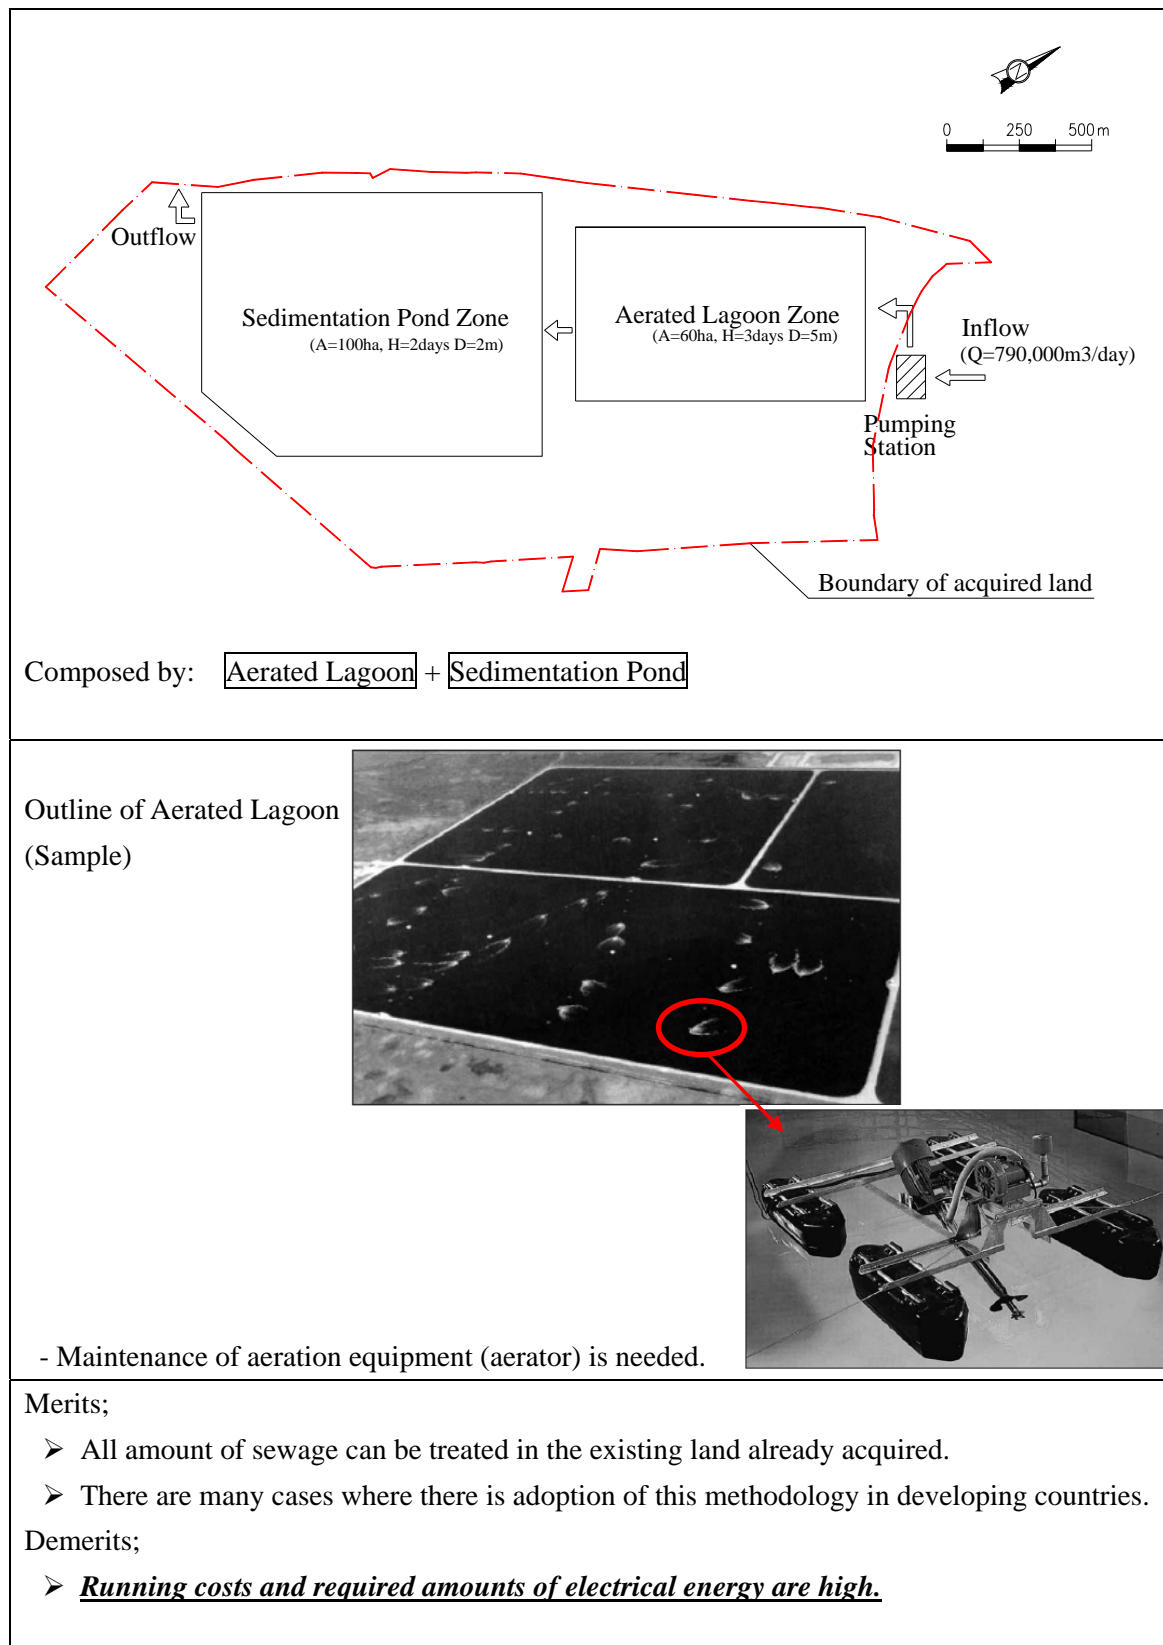 N
0 250 500m
Outflow
Sedimentation Pond Zone
(A=100ha, H=2days D=2m)
Aerated Lagoon Zone
(A=60ha, H=3days D=5m)
Inflow
(Q=790,000m3/day)
Pumping
Station
Boundary of acquired land
Composed by: Aerated Lagoon + Sedimentation Pond
Outline of Aerated Lagoon
(Sample)
- Maintenance of aeration equipment (aerator) is needed.
Merits;
➢ All amount of sewage can be treated in the existing land already acquired.
➢ There are many cases where there is adoption of this methodology in developing countries.
Demerits;
➢ Running costs and required amounts of electrical energy are high.